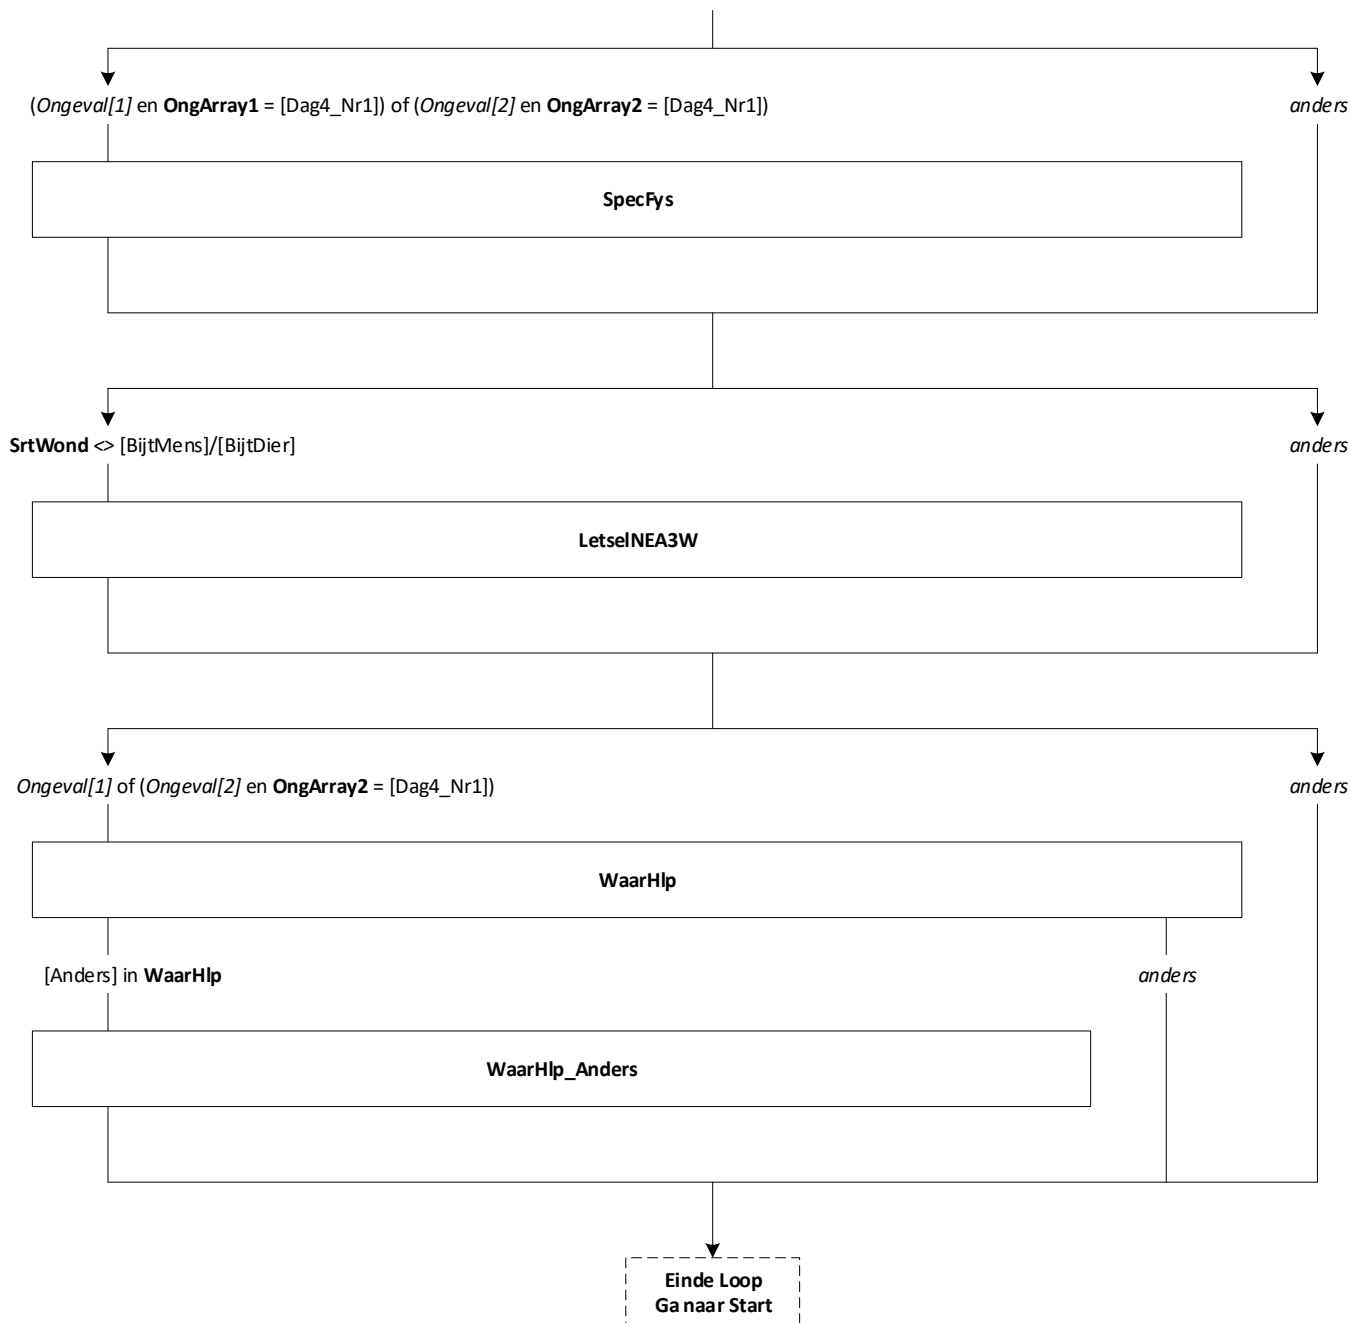 (Ongeval[1] en OngArray1 = [Dag4_Nr1]) of (Ongeval[2] en OngArray2 = [Dag4_Nr1]) anders
SpecFys
SrtWond <> [BijtMens]/[BijtDier] anders
LetselNEA3W
Ongeval[1] of (Ongeval[2] en OngArray2 = [Dag4_Nr1]) anders
WaarHlp
[Anders] in WaarHlp anders
WaarHlp_Anders
Einde Loop
Ga naar Start